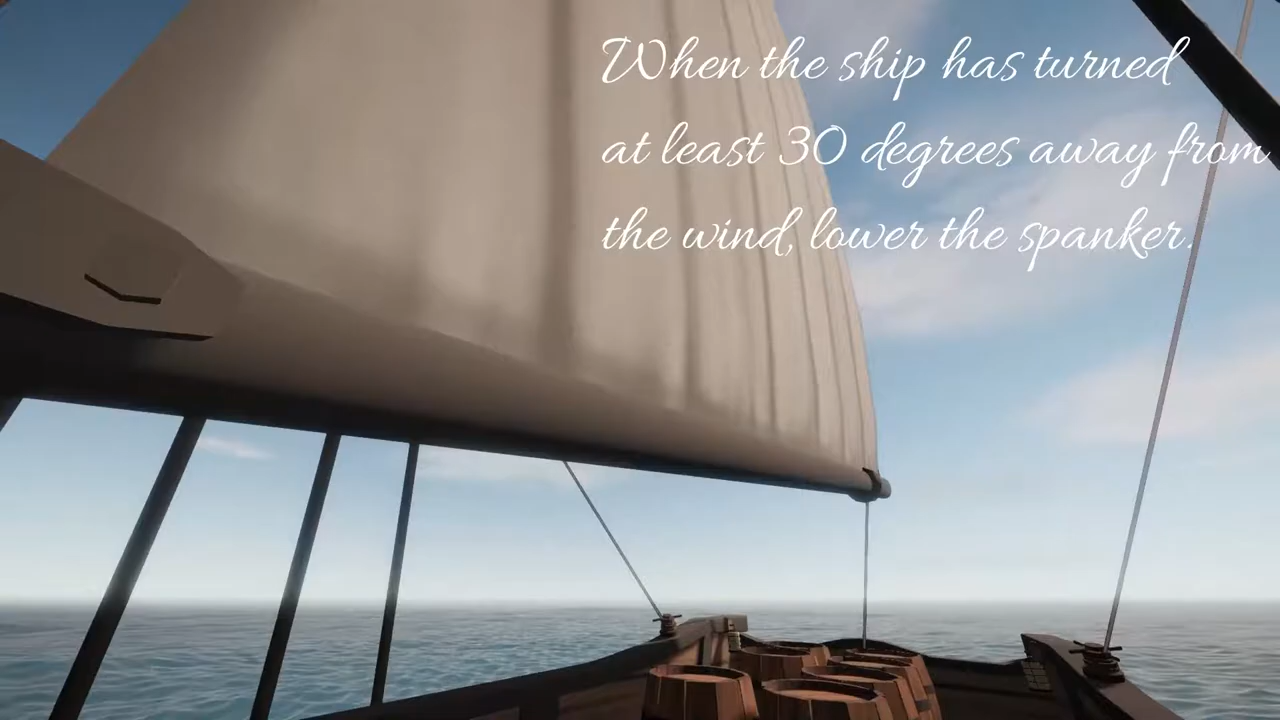 When the ship has turned
at least 30 degrees away from
the wind, lower the spanker.